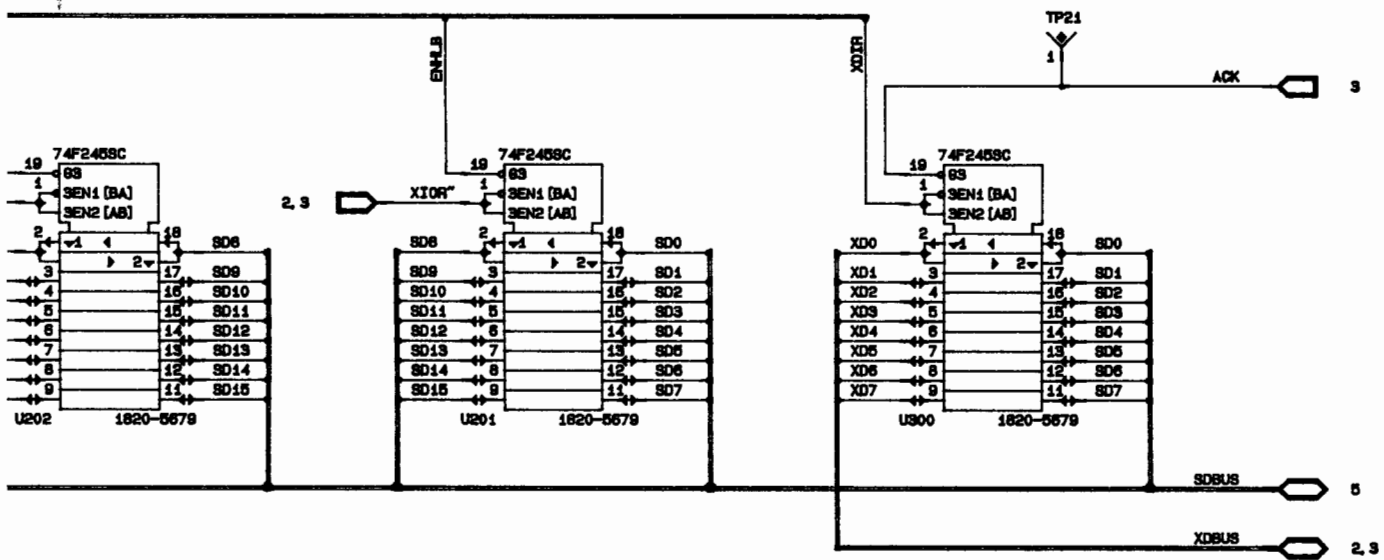 TP21
1
ENHLB
XDIR
ACK 3
74F245SC
19 G3
1 3EN1 [BA]
3EN2 [AB]
2 1 18 SD8
2
3 17 SD9
4 16 SD10
5 15 SD11
6 14 SD12
7 13 SD13
8 12 SD14
9 11 SD15
U202 1820-5679
74F245SC
19 G3
2, 3 XIOR" 1 3EN1 [BA]
3EN2 [AB]
SD8 2 1 18 SD0
2
SD9 3 17 SD1
SD10 4 16 SD2
SD11 5 15 SD3
SD12 6 14 SD4
SD13 7 13 SD5
SD14 8 12 SD6
SD15 9 11 SD7
U201 1820-5679
74F245SC
19 G3
1 3EN1 [BA]
3EN2 [AB]
XD0 2 1 18 SD0
2
XD1 3 17 SD1
XD2 4 16 SD2
XD3 5 15 SD3
XD4 6 14 SD4
XD5 7 13 SD5
XD6 8 12 SD6
XD7 9 11 SD7
U300 1820-5679
SDBUS 5
XDBUS 2, 3